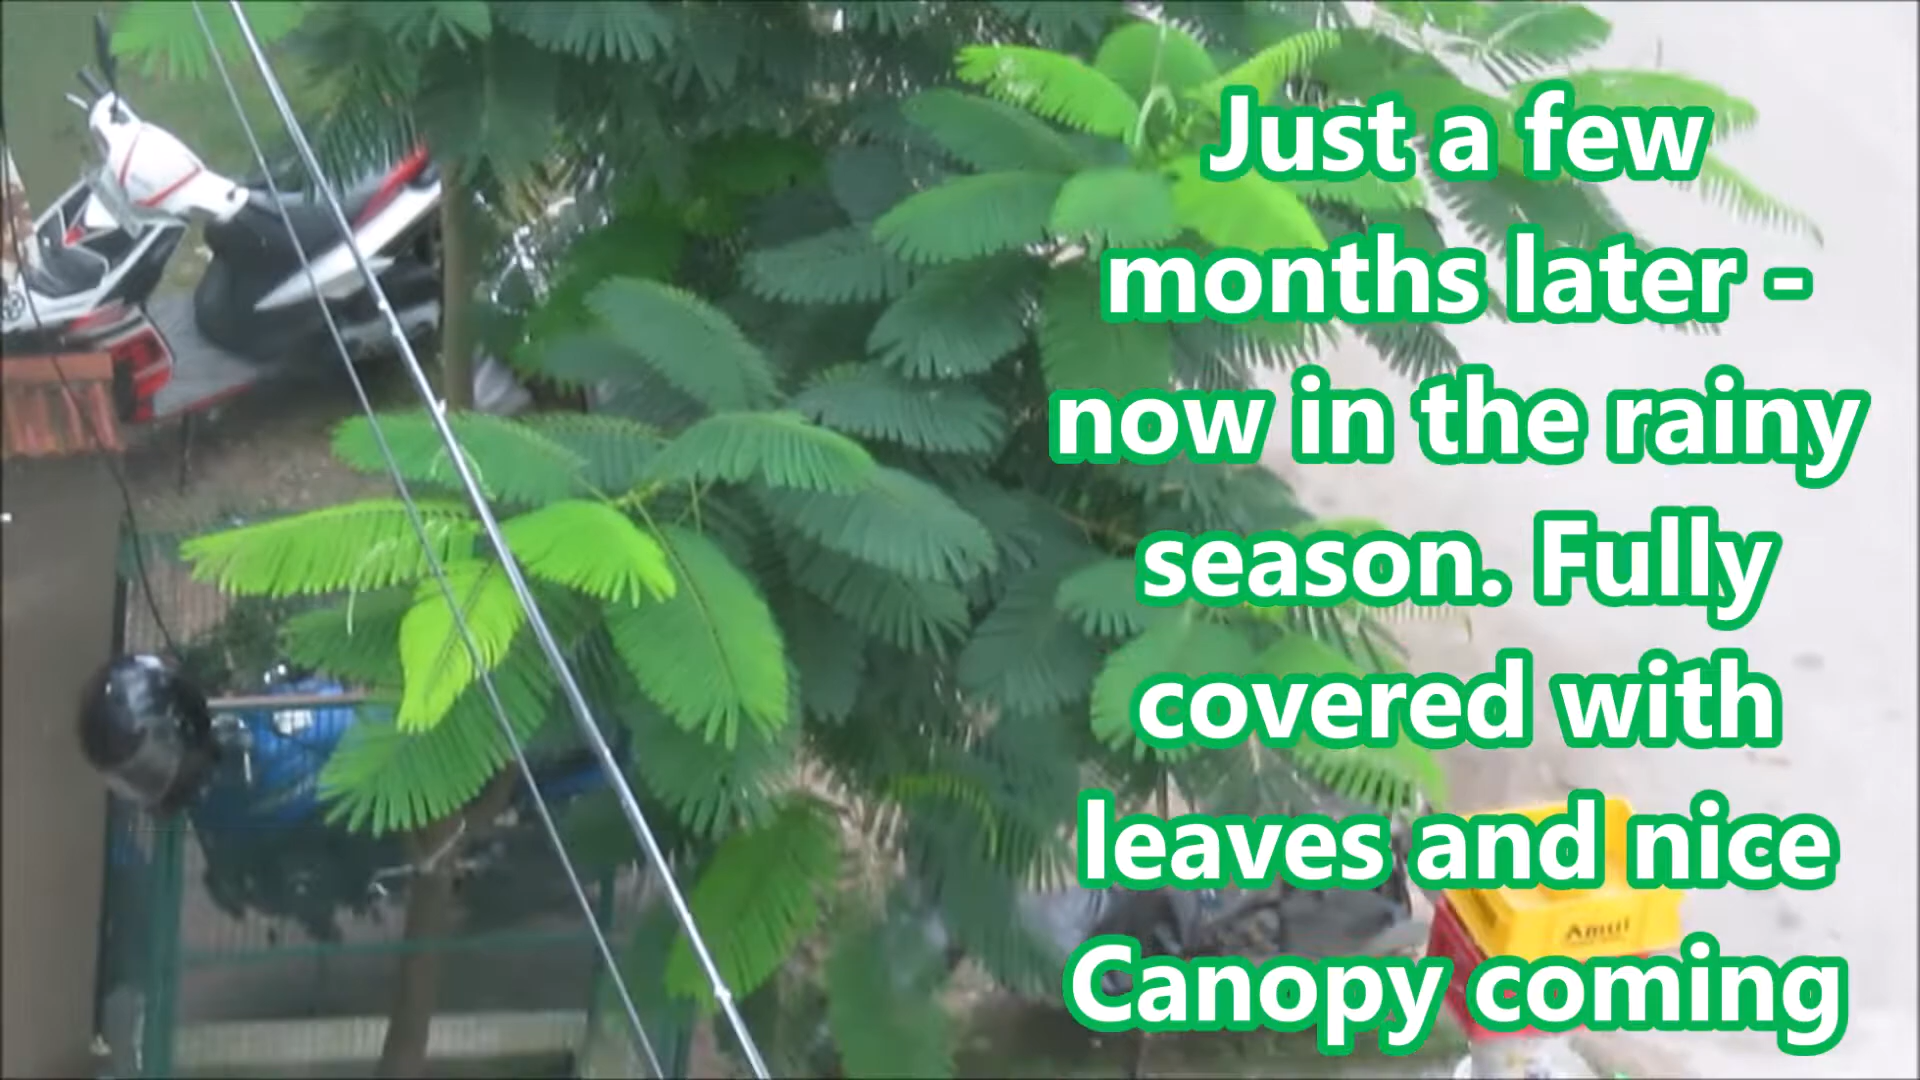 Just a few
months later -
now in the rainy
season. Fully
covered with
leaves and nice
Canopy coming
Amul